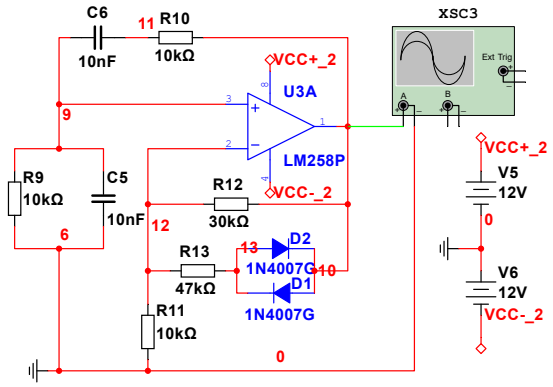 C6
11
R10
XSC3
10nF
10kΩ
VCC+_2
Ext Trig
U3A
8
A
B
3
1
9
2
LM258P
VCC+_2
4
V5
R9
C5
R12
VCC-_2
12V
10kΩ
10nF
30kΩ
0
6
12
R13
13
D2
1N4007G
10
V6
47kΩ
D1
12V
R11
1N4007G
VCC-_2
10kΩ
0